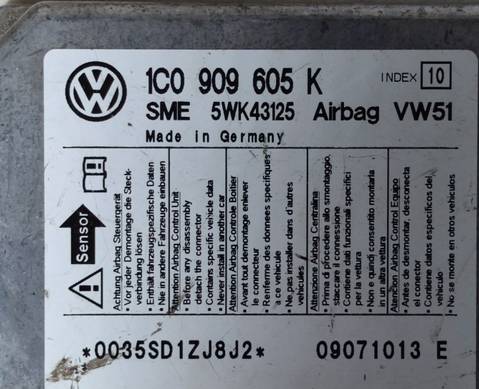 1C0 909 605 K
INDEX 10
SME 5WK43125 Airbag VW51
Made in Germany
Sensor
Achtung Airbag Steuergerät
• Vor jeder Demontage die Steck-
verbindung lösen
• Enthält fahrzeugspezifische Daten
• Nie in andere Fahrzeuge einbauen
Attention Airbag Control Unit
• Before any disassembly
detach the connector
• Contains specific vehicle data
• Never install in another car
Attention Airbag Controle Boitier
• Avant tout demontage enlever
le connecteur
• Renferme des donnees specifiques
a ce vehicule
• Ne pas installer dans d'autres
vehicules
Attenzione Airbag Centralina
• Prima di procedere allo smontaggio,
staccare il connessione
• Contiene dati funzionali specifici
per la vettura
• Non e quindi consentito montarla
in un altra vettura
Atencion Airbag Control Equipo
• Antes de desmontar, desconecta
el conector
• Contiene datos especificos del
vehiculo
• No se monte en otros vehiculos
*0035SD1ZJ8J2*
09071013 E